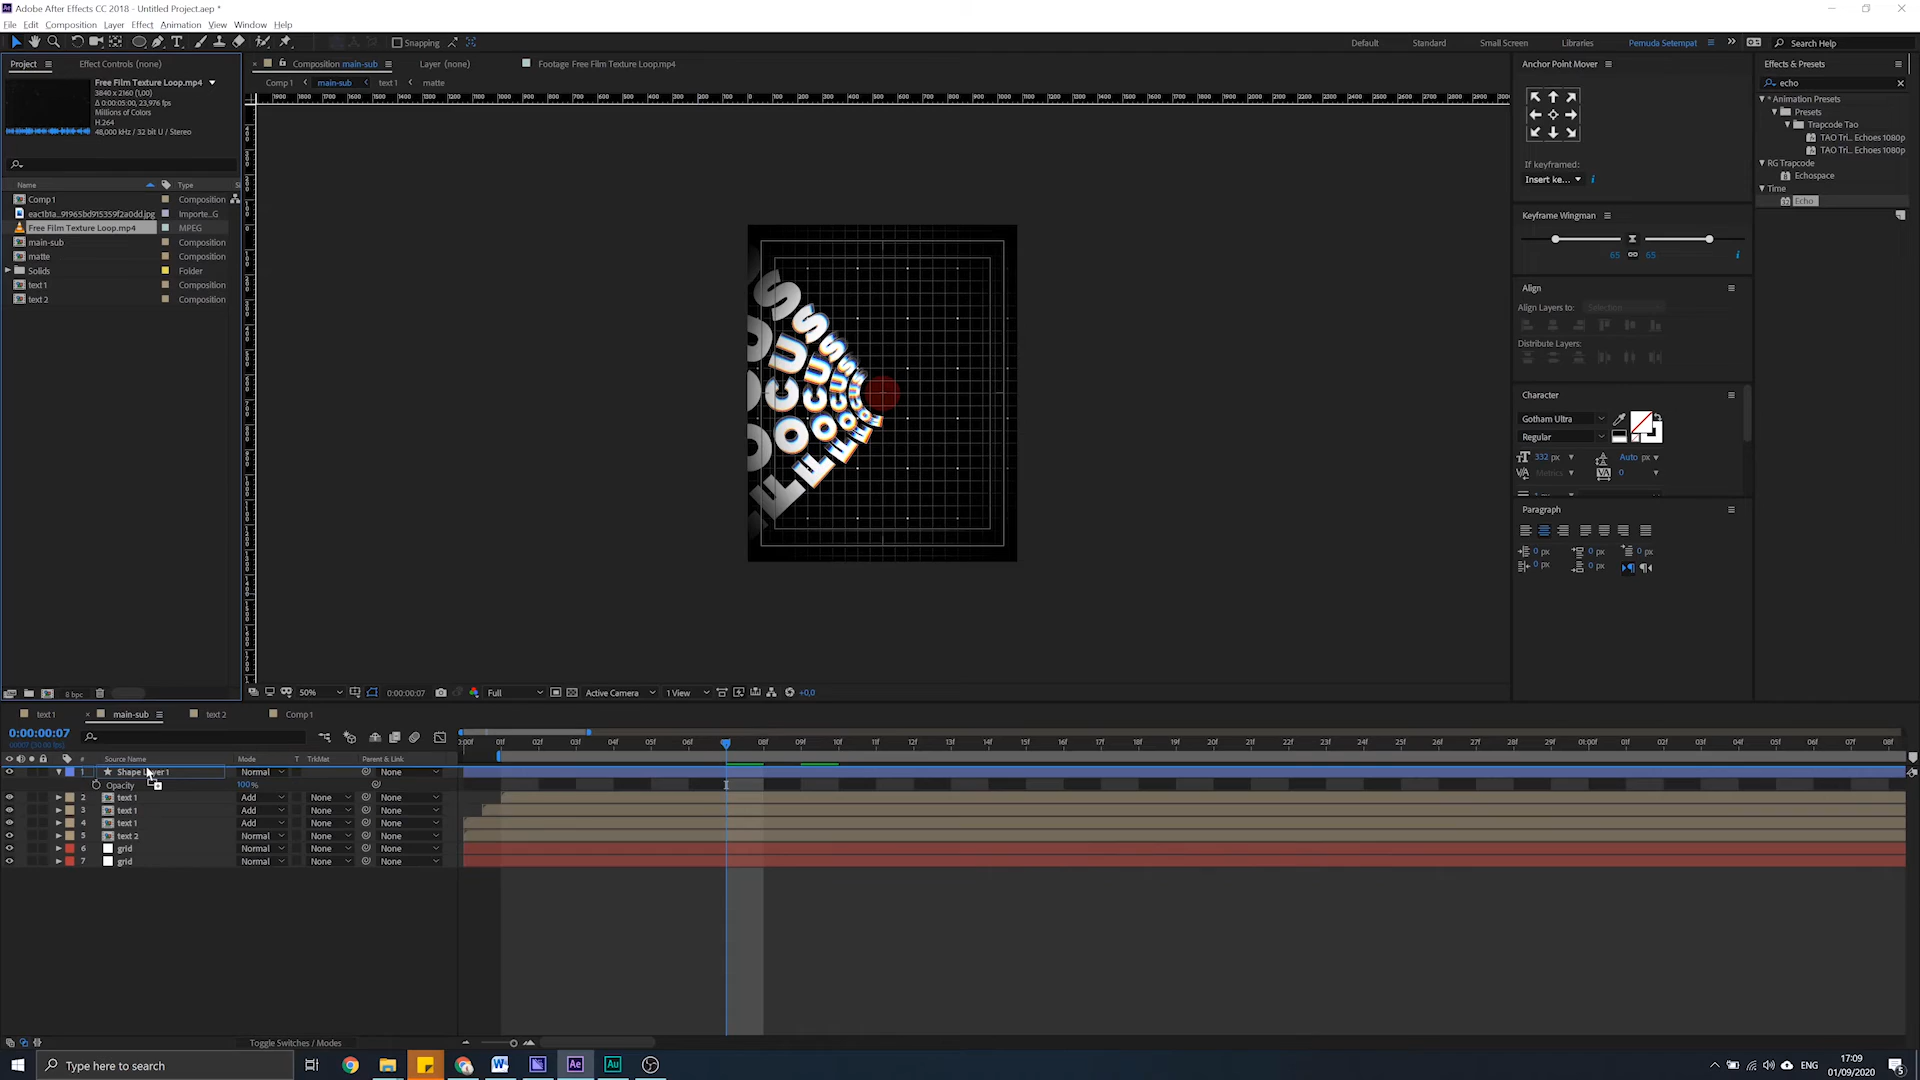 Adobe After Effects CC 2018 - Untitled Project.aep *
File Edit Composition Layer Effect Animation View Window Help
Snapping
Default Standard Small Screen Libraries Pemuda Setempat Search Help
Project Effect Controls (none)
Composition main-sub Layer (none) Footage Free Film Texture Loop.mp4
Comp 1 main-sub text 1 matte
Free Film Texture Loop.mp4
3840 x 2160 (1,00)
Δ 0:00:05:00, 23,976 fps
Millions of Colors
H.264
48,000 kHz / 32 bit U / Stereo
Name Type
Comp 1 Composition
eac1b1a_91965bd915359f2a0dd.jpg Importe...G
Free Film Texture Loop.mp4 MPEG
main-sub Composition
matte Composition
Solids Folder
text 1 Composition
text 2 Composition
8 bpc
FOCUS
50% 0:00:00:07 Full Active Camera 1 View +0,0
Anchor Point Mover
If keyframed:
Insert ke...
Keyframe Wingman
65 65
Align
Align Layers to: Selection
Distribute Layers:
Character
Gotham Ultra
Regular
332 px Auto px
Metrics 0
Paragraph
0 px 0 px 0 px
0 px 0 px
Effects & Presets
echo
* Animation Presets
Presets
Trapcode Tao
TAO Tri... Echoes 1080p
TAO Tri... Echoes 1080p
RG Trapcode
Echospace
Time
Echo
text 1 main-sub text 2 Comp 1
0:00:00:07
00007 (30.00 fps)
# Source Name Mode T TrkMat Parent & Link
:00f 01f 02f 03f 04f 05f 06f 07f 08f 09f 10f 11f 12f 13f 14f 15f 16f 17f 18f 19f 20f 21f 22f 23f 24f 25f 26f 27f 28f 29f 01:00f 01f 02f 03f 04f 05f 06f 07f 08f
1 Shape Layer 1 Normal None
Opacity 100%
2 text 1 Add None None
3 text 1 Add None None
4 text 1 Add None None
5 text 2 Normal None None
6 grid Normal None None
7 grid Normal None None
Toggle Switches / Modes
Type here to search
ENG
17:09
01/09/2020
5